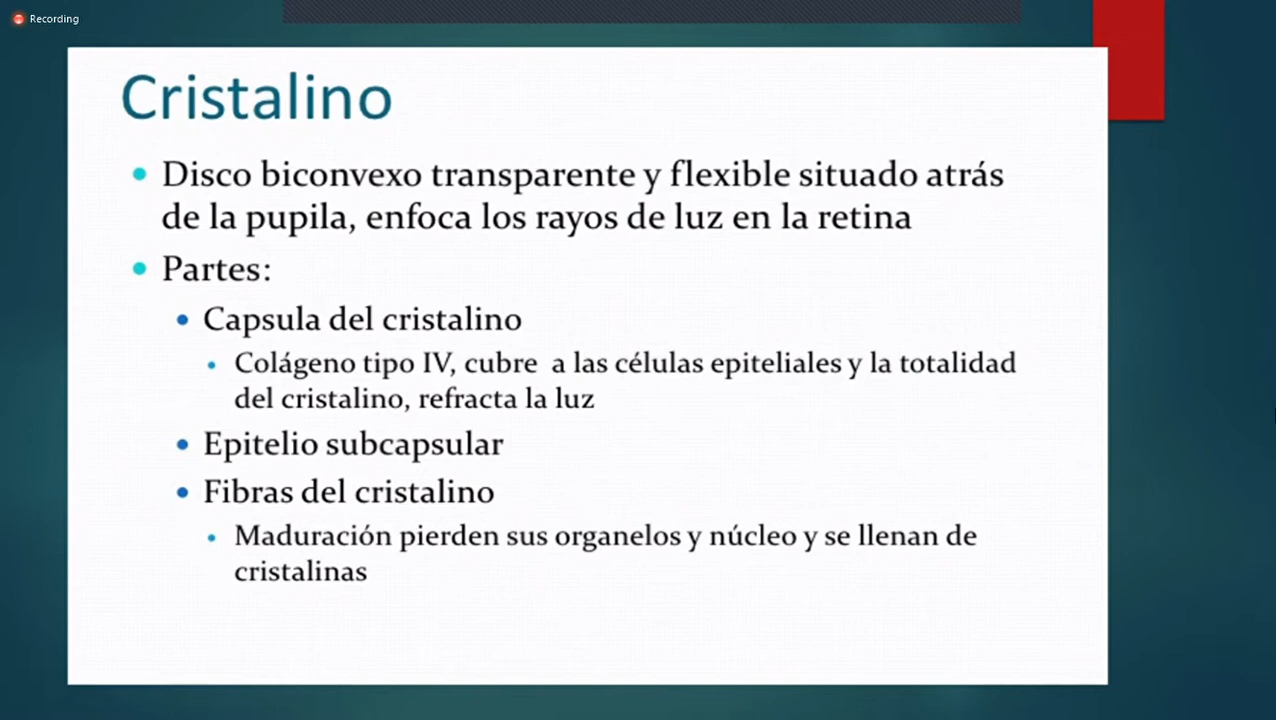 Recording
Cristalino
• Disco biconvexo transparente y flexible situado atrás
de la pupila, enfoca los rayos de luz en la retina
• Partes:
• Capsula del cristalino
• Colágeno tipo IV, cubre  a las células epiteliales y la totalidad
del cristalino, refracta la luz
• Epitelio subcapsular
• Fibras del cristalino
• Maduración pierden sus organelos y núcleo y se llenan de
cristalinas